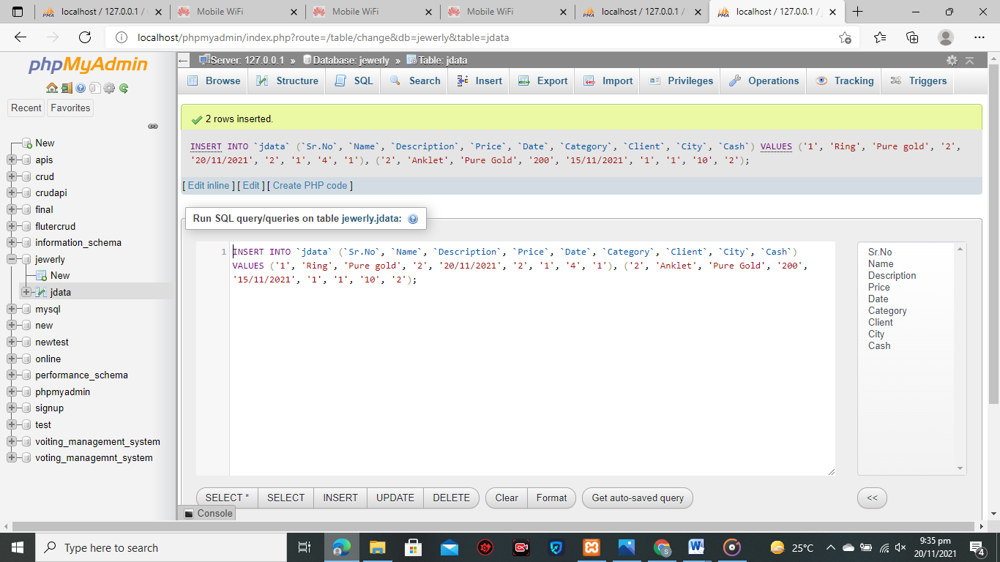 localhost / 127.0.0.1 /
Mobile WiFi
Mobile WiFi
Mobile WiFi
localhost / 127.0.0.1 /
localhost / 127.0.0.1 /
localhost/phpmyadmin/index.php?route=/table/change&db=jewerly&table=jdata
phpMyAdmin
Recent
Favorites
New
apis
crud
crudapi
final
flutercrud
information_schema
jewerly
New
jdata
mysql
new
newtest
online
performance_schema
phpmyadmin
signup
test
voiting_management_system
voting_managemnt_system
Server: 127.0.0.1 » Database: jewerly » Table: jdata
Browse Structure SQL Search Insert Export Import Privileges Operations Tracking Triggers
2 rows inserted.
INSERT INTO `jdata` (`Sr.No`, `Name`, `Description`, `Price`, `Date`, `Category`, `Client`, `City`, `Cash`) VALUES ('1', 'Ring', 'Pure gold', '2',
'20/11/2021', '2', '1', '4', '1'), ('2', 'Anklet', 'Pure Gold', '200', '15/11/2021', '1', '1', '10', '2');
[ Edit inline ] [ Edit ] [ Create PHP code ]
Run SQL query/queries on table jewerly.jdata:
1
INSERT INTO `jdata` (`Sr.No`, `Name`, `Description`, `Price`, `Date`, `Category`, `Client`, `City`, `Cash`)
VALUES ('1', 'Ring', 'Pure gold', '2', '20/11/2021', '2', '1', '4', '1'), ('2', 'Anklet', 'Pure Gold', '200',
'15/11/2021', '1', '1', '10', '2');
Sr.No
Name
Description
Price
Date
Category
Client
City
Cash
SELECT * SELECT INSERT UPDATE DELETE Clear Format Get auto-saved query <<
Console
Type here to search
25°C
9:35 pm
20/11/2021
4